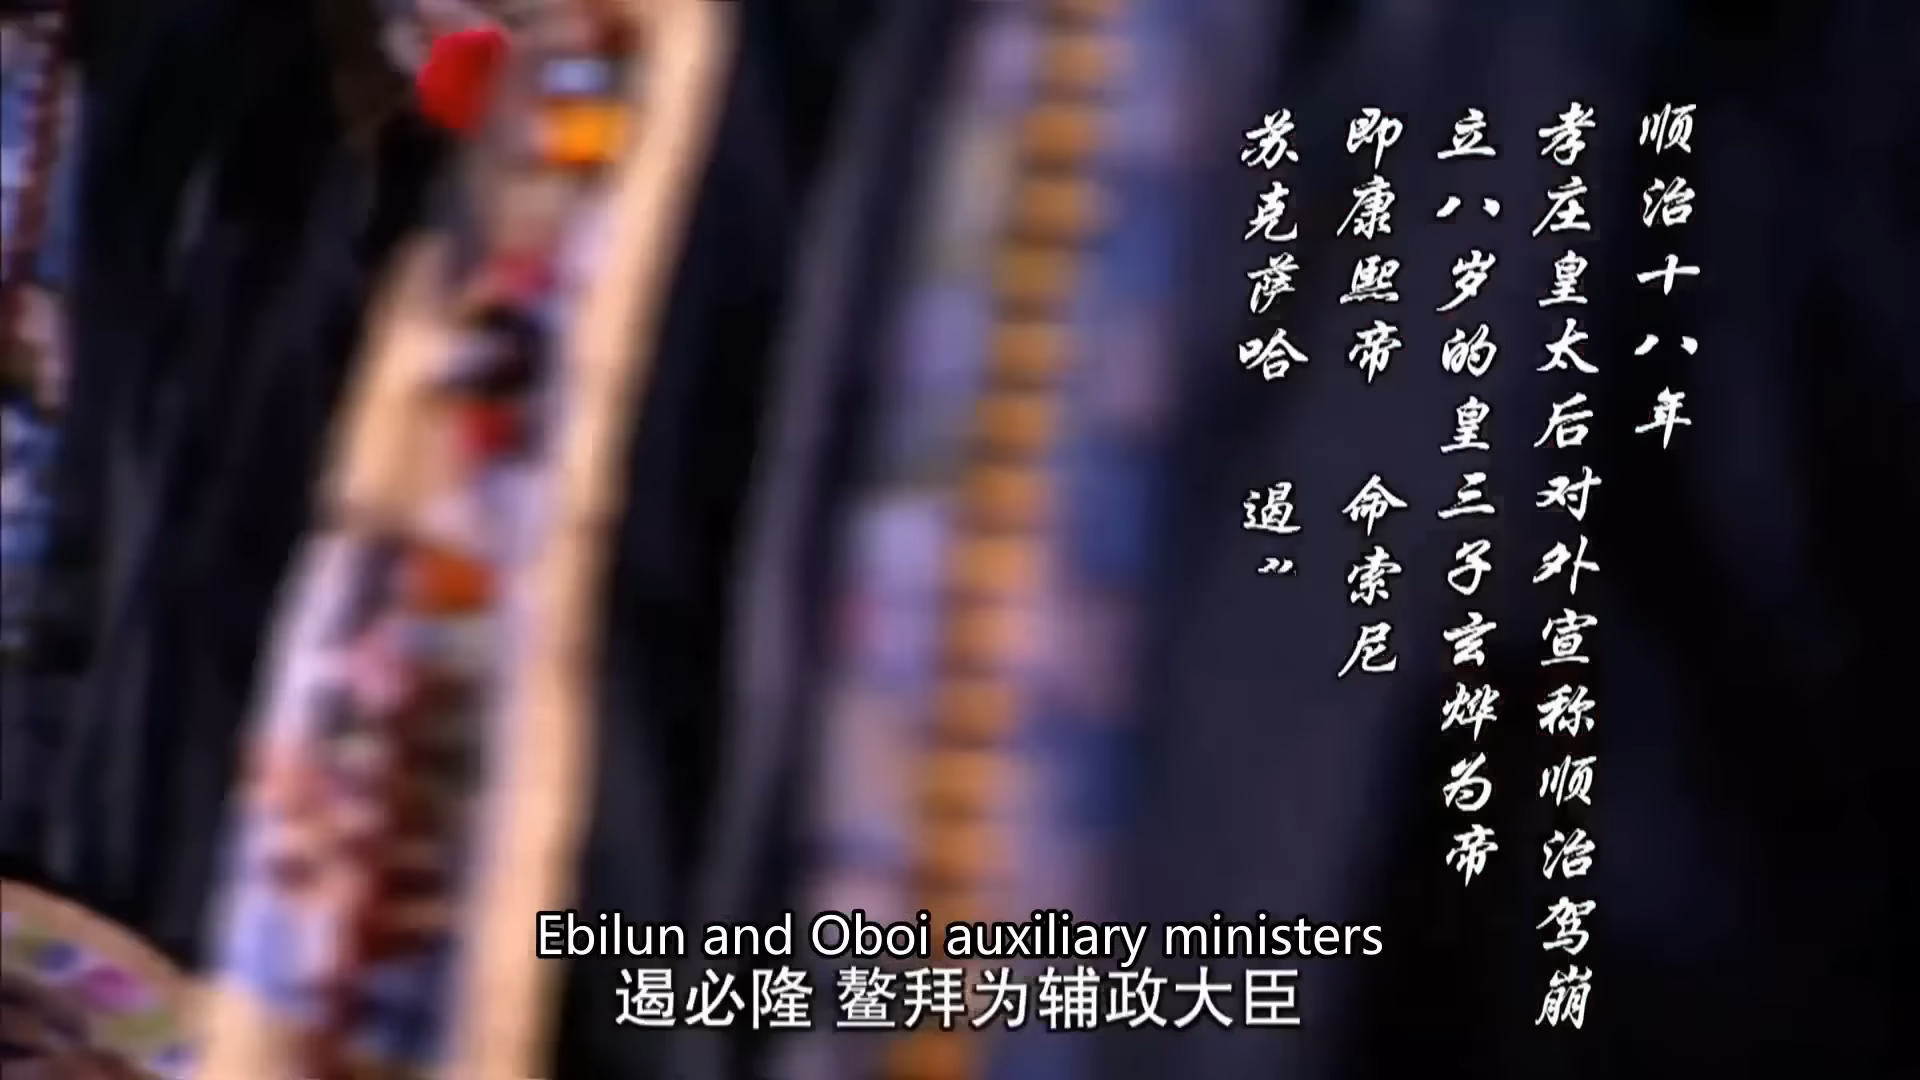 顺治十八年
孝庄皇太后对外宣称顺治驾崩
立八岁的皇三子玄烨为帝
即康熙帝 命索尼
苏克萨哈 遏
Ebilun and Oboi auxiliary ministers
遏必隆 鳌拜为辅政大臣